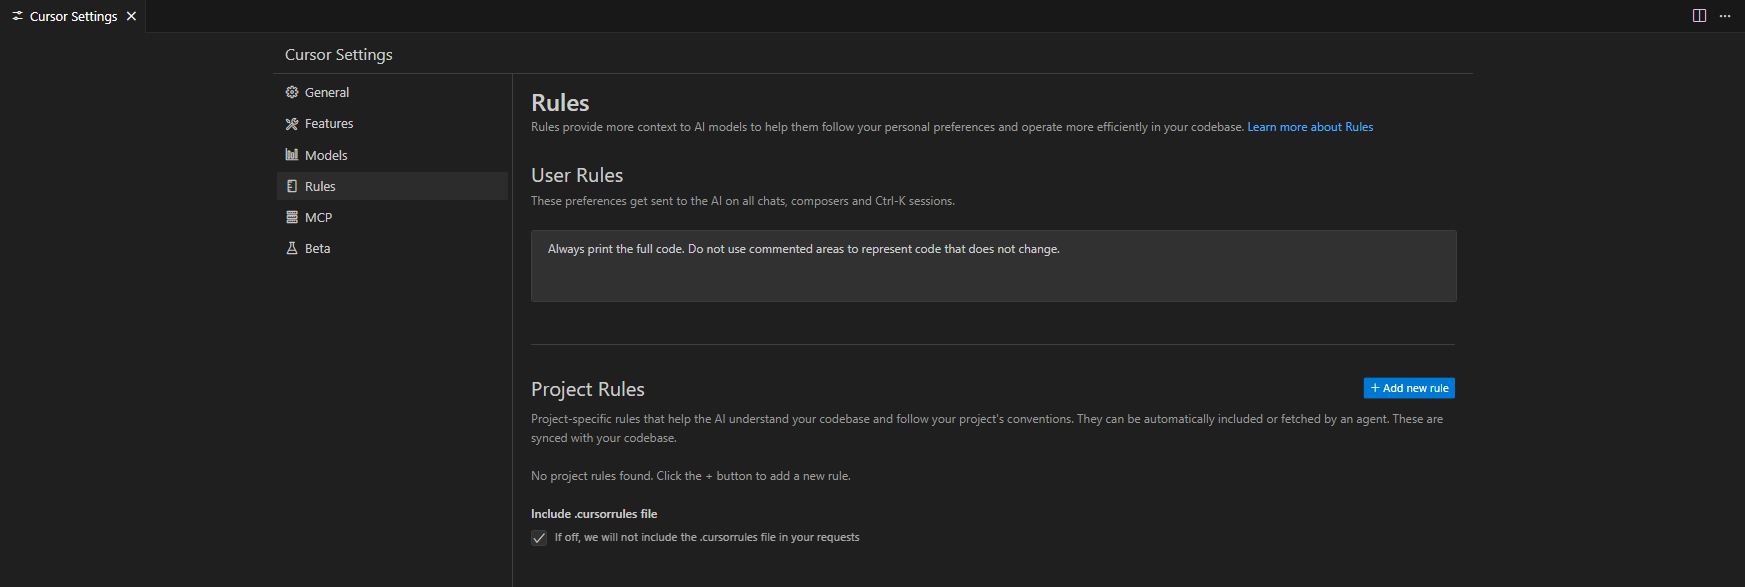 Cursor Settings
Cursor Settings
General
Features
Models
Rules
MCP
Beta
Rules
Rules provide more context to AI models to help them follow your personal preferences and operate more efficiently in your codebase. Learn more about Rules
User Rules
These preferences get sent to the AI on all chats, composers and Ctrl-K sessions.
Always print the full code. Do not use commented areas to represent code that does not change.
Project Rules
+ Add new rule
Project-specific rules that help the AI understand your codebase and follow your project's conventions. They can be automatically included or fetched by an agent. These are
synced with your codebase.
No project rules found. Click the + button to add a new rule.
Include .cursorrules file
If off, we will not include the .cursorrules file in your requests